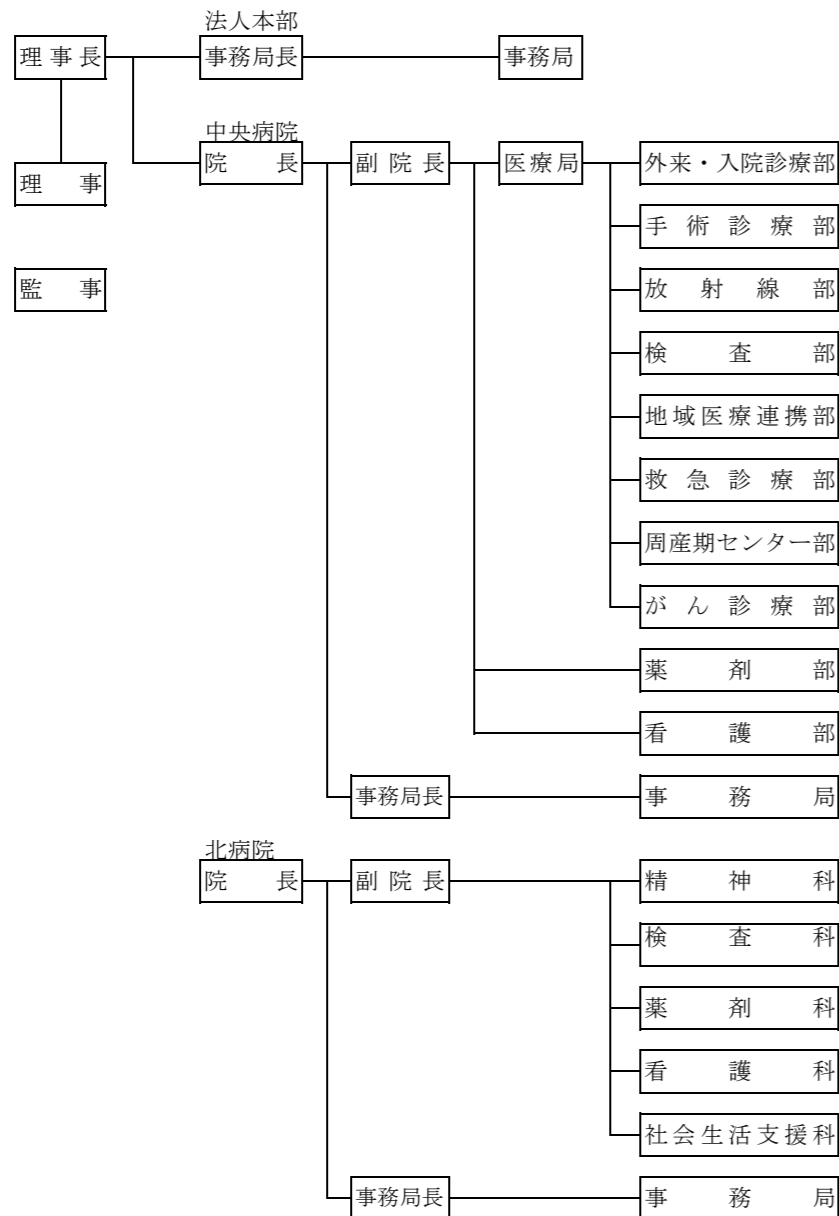 法人本部
理事長 事務局長 事務局
中央病院
院長 副院長 医療局 外来・入院診療部
理事
手術診療部
監事 放射線部
検査部
地域医療連携部
救急診療部
周産期センター部
がん診療部
薬剤部
看護部
事務局長 事務局
北病院
院長 副院長 精神科
検査科
薬剤科
看護科
社会生活支援科
事務局長 事務局